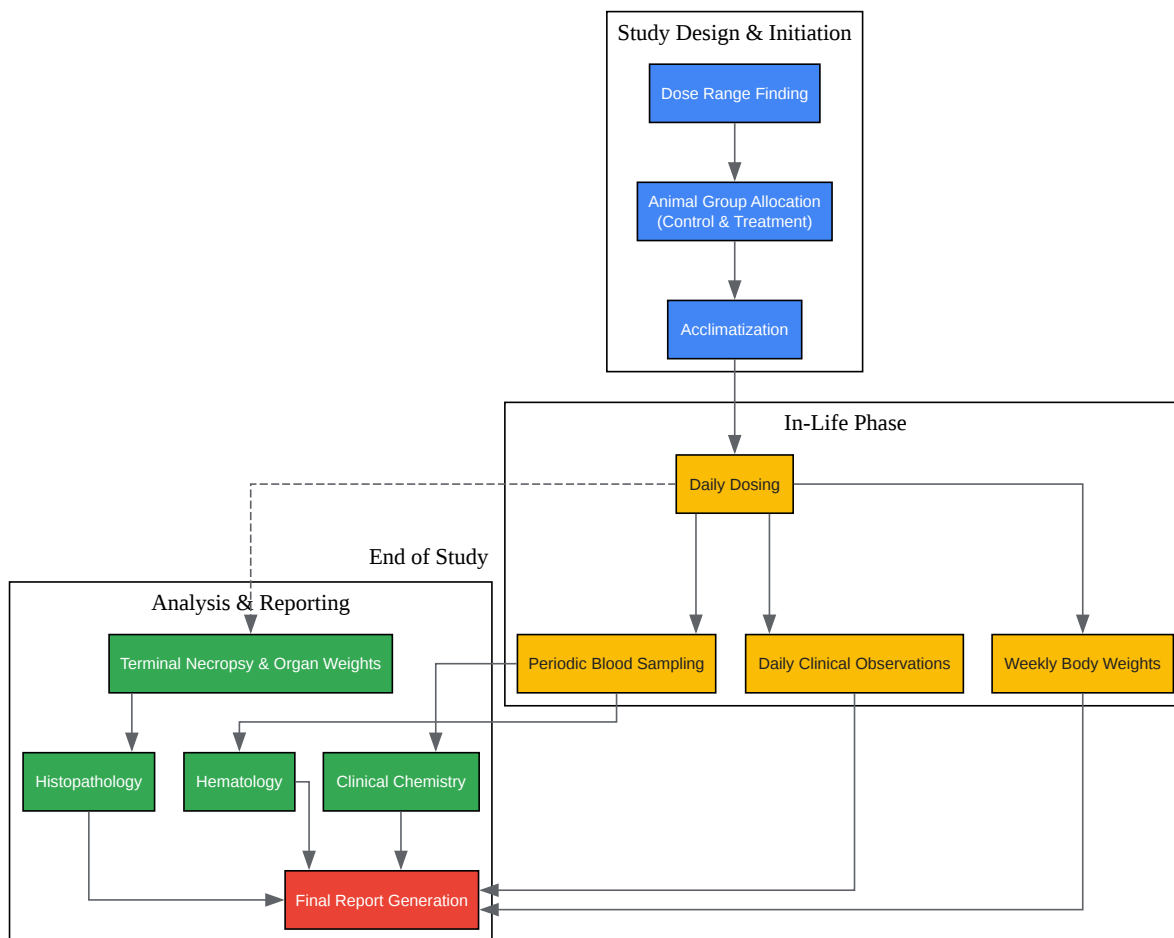 Study Design & Initiation
Dose Range Finding
Animal Group Allocation
(Control & Treatment)
Acclimatization
In-Life Phase
Daily Dosing
End of Study
Analysis & Reporting
Terminal Necropsy & Organ Weights
Periodic Blood Sampling
Daily Clinical Observations
Weekly Body Weights
Histopathology
Hematology
Clinical Chemistry
Final Report Generation